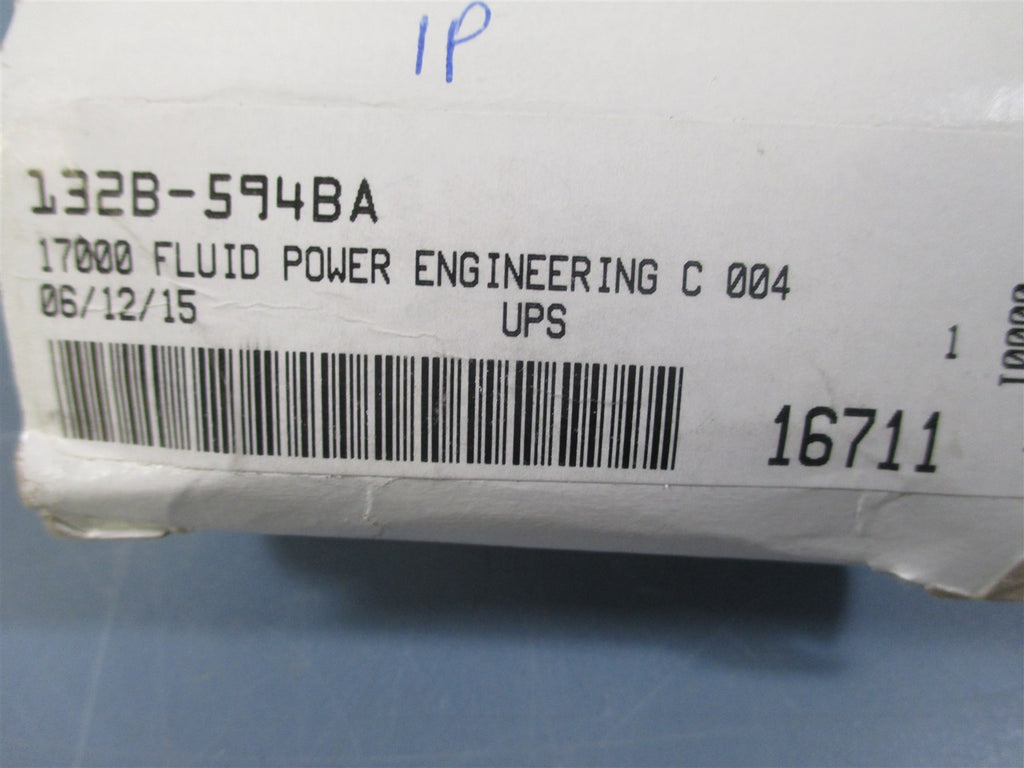 1P
132B-594BA
17000 FLUID POWER ENGINEERING C 004
06/12/15 UPS
1
16711